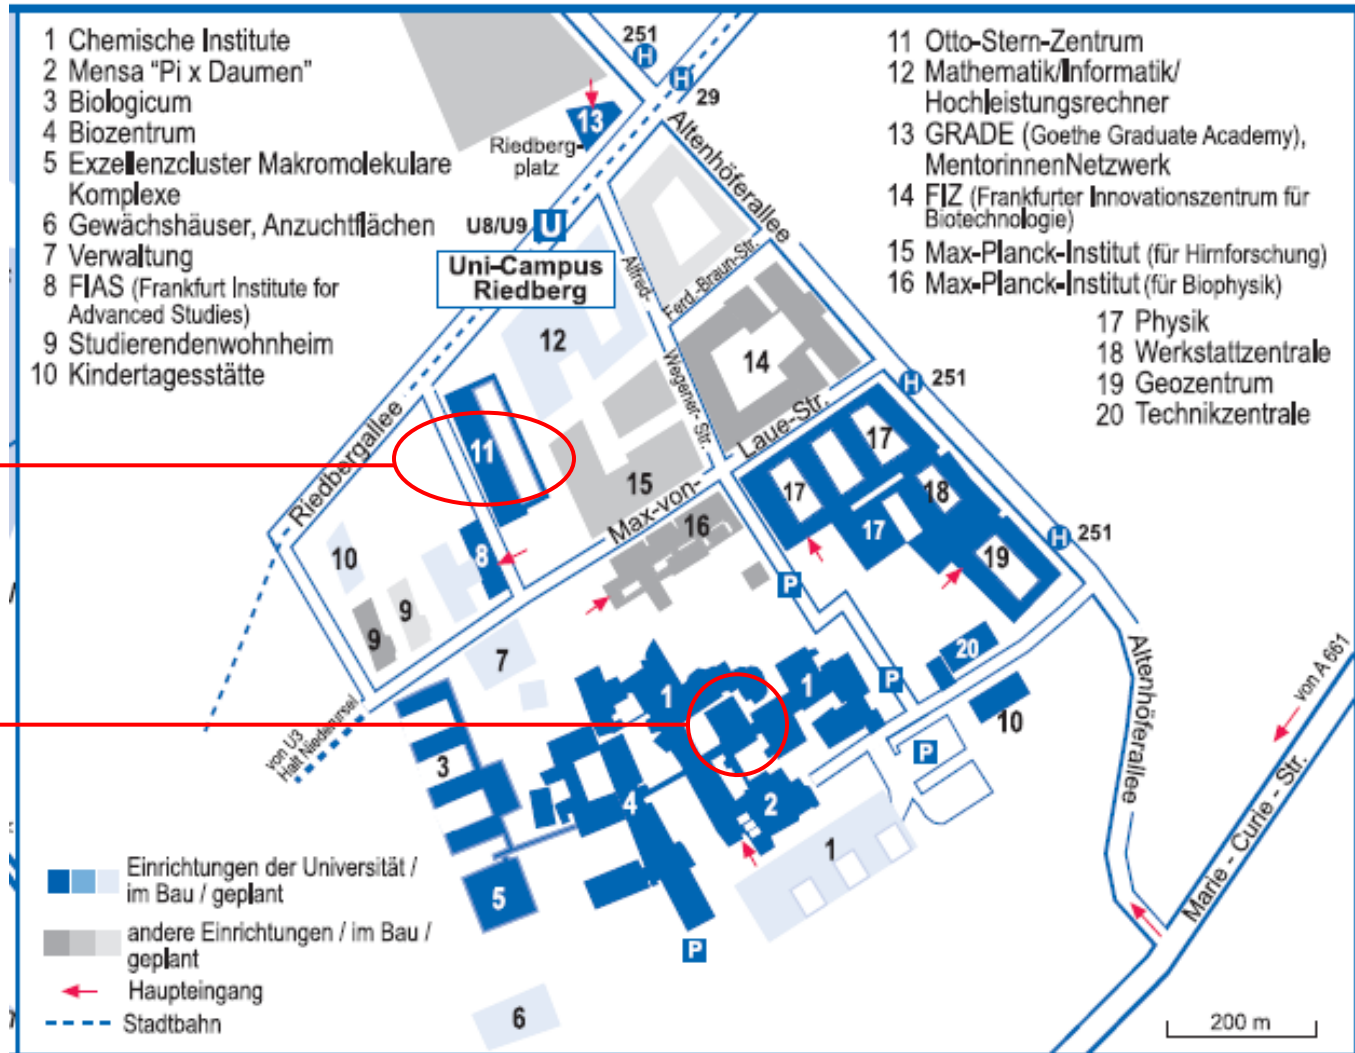 1 Chemische Institute
2 Mensa "Pi x Daumen"
3 Biologicum
4 Biozentrum
5 Exzellenzcluster Makromolekulare
Komplexe
6 Gewächshäuser, Anzuchtflächen
7 Verwaltung
8 FIAS (Frankfurt Institute for
Advanced Studies)
9 Studierendenwohnheim
10 Kindertagesstätte
11 Otto-Stern-Zentrum
12 Mathematik/Informatik/
Hochleistungsrechner
13 GRADE (Goethe Graduate Academy),
MentorinnenNetzwerk
14 FIZ (Frankfurter Innovationszentrum für
Biotechnologie)
15 Max-Planck-Institut (für Hirnforschung)
16 Max-Planck-Institut (für Biophysik)
17 Physik
18 Werkstattzentrale
19 Geozentrum
20 Technikzentrale
251
H
H
29
13
Riedberg-
platz
Altenhöferallee
U8/U9 U
Uni-Campus
Riedberg
Alfred-
Wegener-Str.
Ferd.-Braun-Str.
12
14
H 251
Riedbergallee
11
15
Max-von-
Laue-Str.
17
17
18
17
16
H 251
19
10
8
9
9
P
7
20
Altenhöferallee
von A 661
1
1
P
10
von U3
Halt Niederursel
3
P
4
2
1
Marie-Curie-Str.
5
P
6
Einrichtungen der Universität /
im Bau / geplant
andere Einrichtungen / im Bau /
geplant
Haupteingang
Stadtbahn
200 m